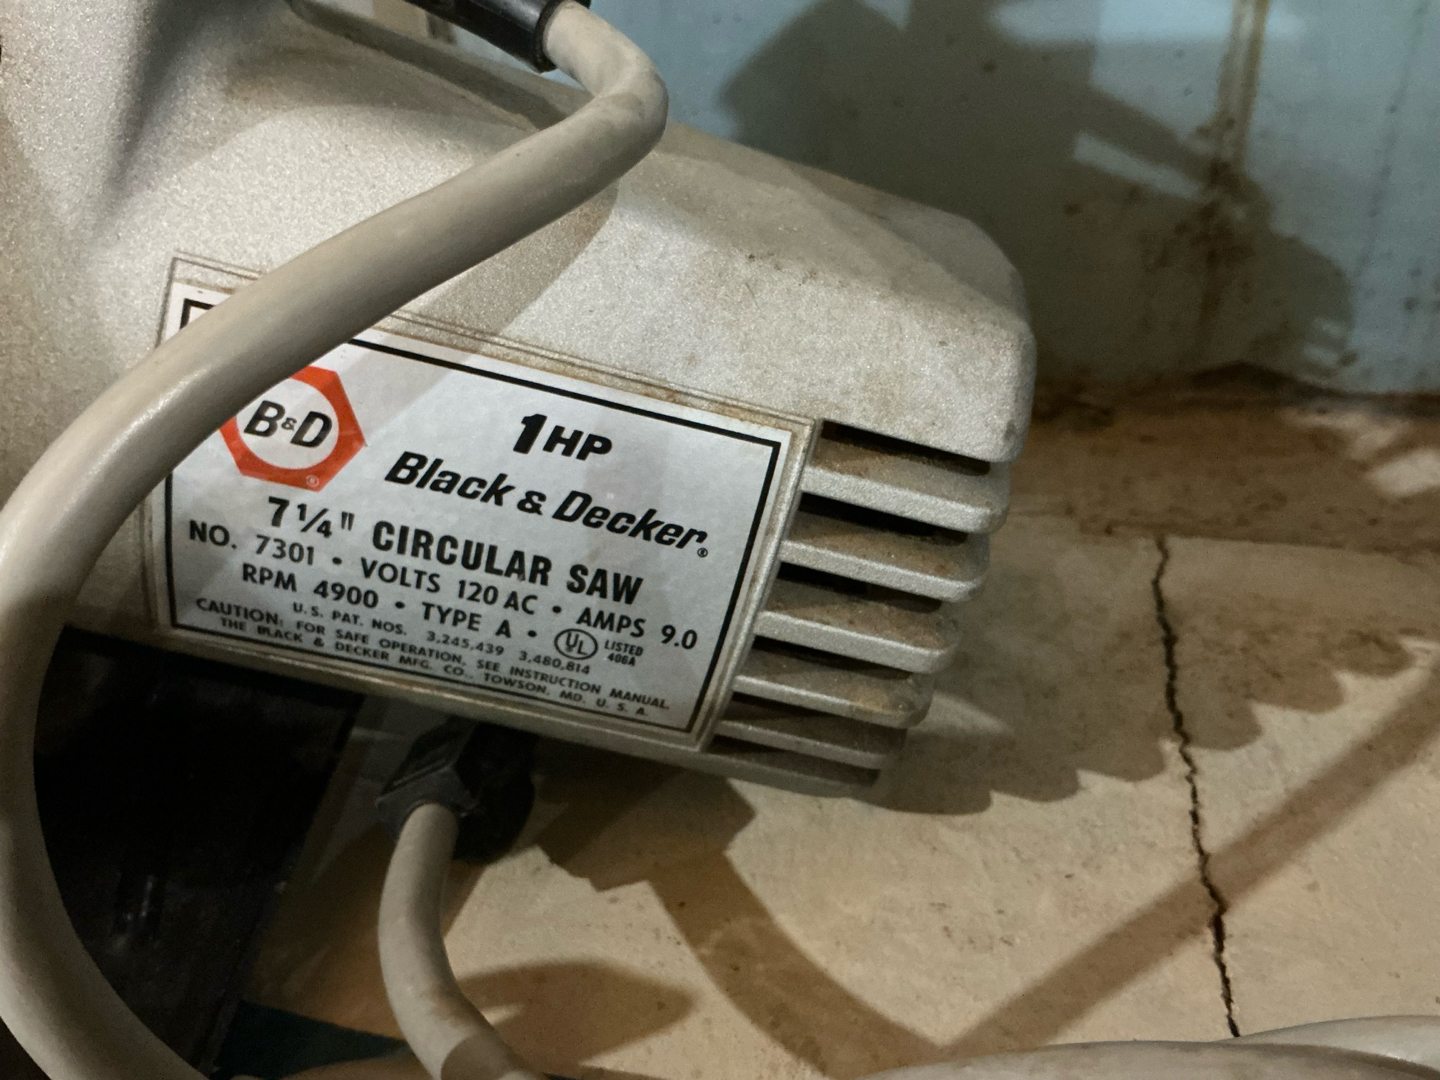 B&D®
1HP
Black & Decker®
7 1/4" CIRCULAR SAW
NO. 7301 • VOLTS 120 AC • AMPS 9.0
RPM 4900 • TYPE A • UL LISTED 406A
U.S. PAT. NOS. 3,245,439 3,480,814
CAUTION: FOR SAFE OPERATION, SEE INSTRUCTION MANUAL
THE BLACK & DECKER MFG. CO., TOWSON, MD., U. S. A.